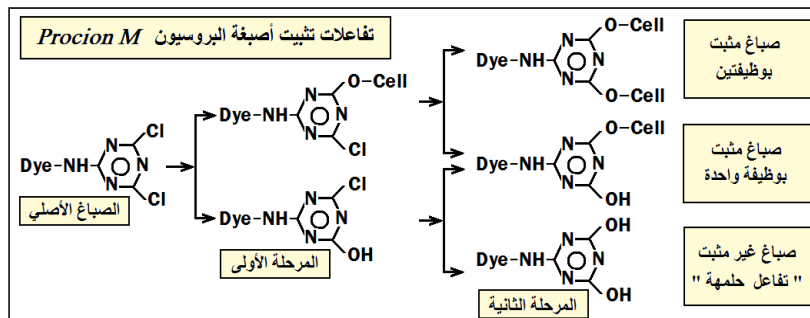 تفاعلات تثبيت أصبغة البروسيون Procion M
O–Cell
Dye–NH
N
N
N
O–Cell
صباغ مثبت
بوظيفتين
O–Cell
Dye–NH
N
N
N
Cl
Cl
Dye–NH
N
N
N
Cl
الصباغ الأصلي
O–Cell
Dye–NH
N
N
N
OH
صباغ مثبت
بوظيفة واحدة
Cl
Dye–NH
N
N
N
OH
المرحلة الأولى
OH
Dye–NH
N
N
N
OH
المرحلة الثانية
صباغ غير مثبت
" تفاعل حلمهة "